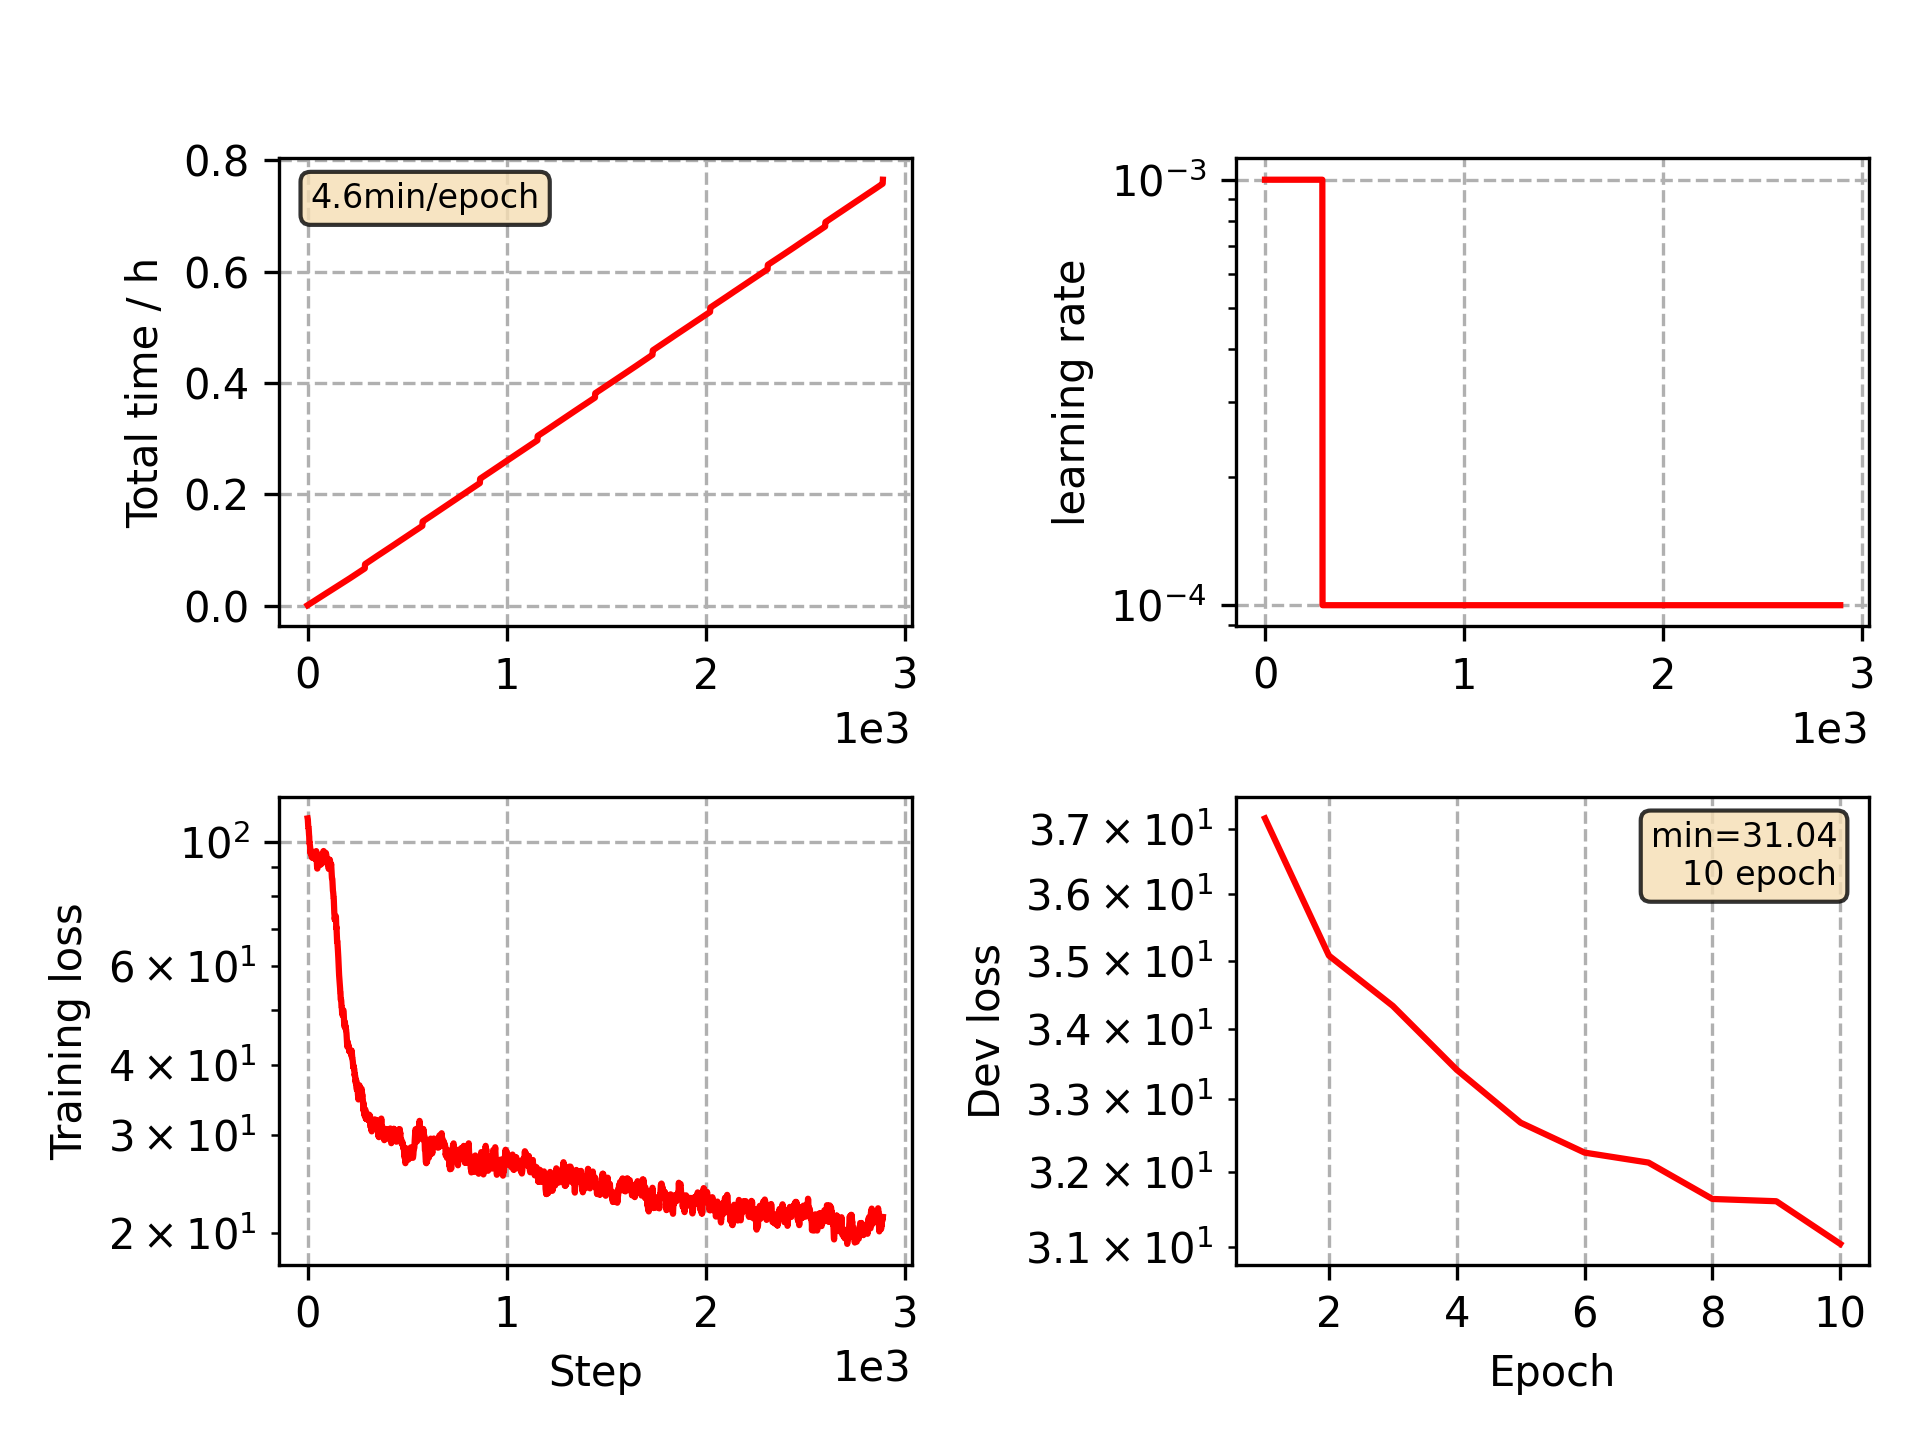 4.6min/epoch
Total time / h
0.8
0.6
0.4
0.2
0.0
0 1 2 3
1e3
learning rate
10⁻³
10⁻⁴
0 1 2 3
1e3
Training loss
10²
6 × 10¹
4 × 10¹
3 × 10¹
2 × 10¹
0 1 2 3
1e3
Step
min=31.04
10 epoch
Dev loss
3.7 × 10¹
3.6 × 10¹
3.5 × 10¹
3.4 × 10¹
3.3 × 10¹
3.2 × 10¹
3.1 × 10¹
2 4 6 8 10
Epoch